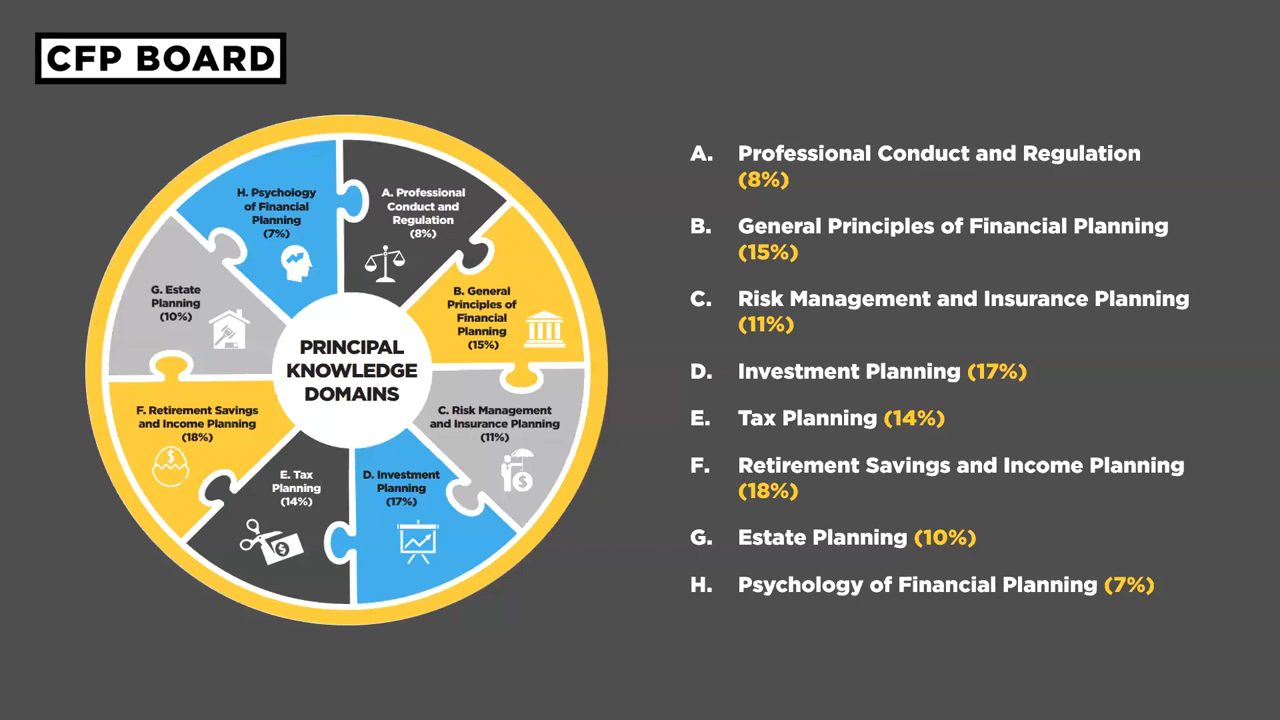 CFP BOARD
H. Psychology
of Financial
Planning
(7%)
A. Professional
Conduct and
Regulation
(8%)
B. General
Principles of
Financial
Planning
(15%)
C. Risk Management
and Insurance Planning
(11%)
D. Investment
Planning
(17%)
E. Tax
Planning
(14%)
F. Retirement Savings
and Income Planning
(18%)
G. Estate
Planning
(10%)
PRINCIPAL
KNOWLEDGE
DOMAINS
$
$
$
A. Professional Conduct and Regulation
(8%)
B. General Principles of Financial Planning
(15%)
C. Risk Management and Insurance Planning
(11%)
D. Investment Planning (17%)
E. Tax Planning (14%)
F. Retirement Savings and Income Planning
(18%)
G. Estate Planning (10%)
H. Psychology of Financial Planning (7%)